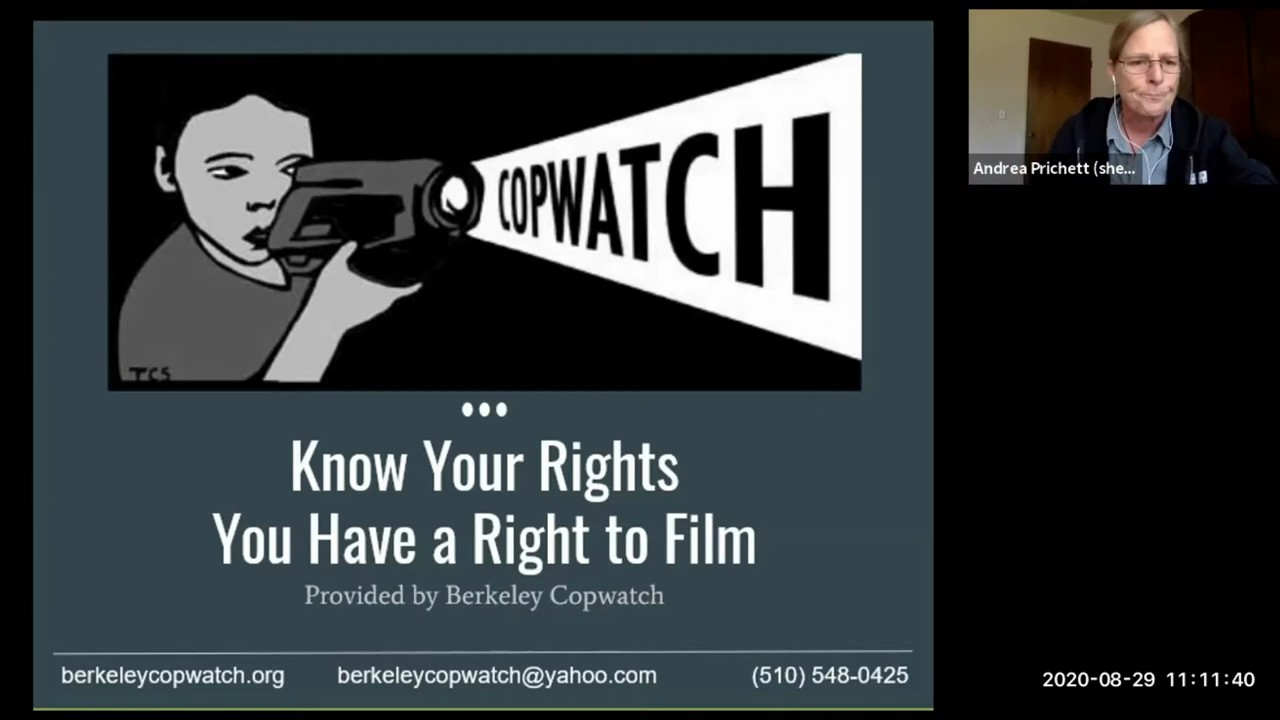 COPWATCH
TCS
Know Your Rights
You Have a Right to Film
Provided by Berkeley Copwatch
berkeleycopwatch.org berkeleycopwatch@yahoo.com (510) 548-0425
Andrea Prichett (she...
2020-08-29 11:11:40